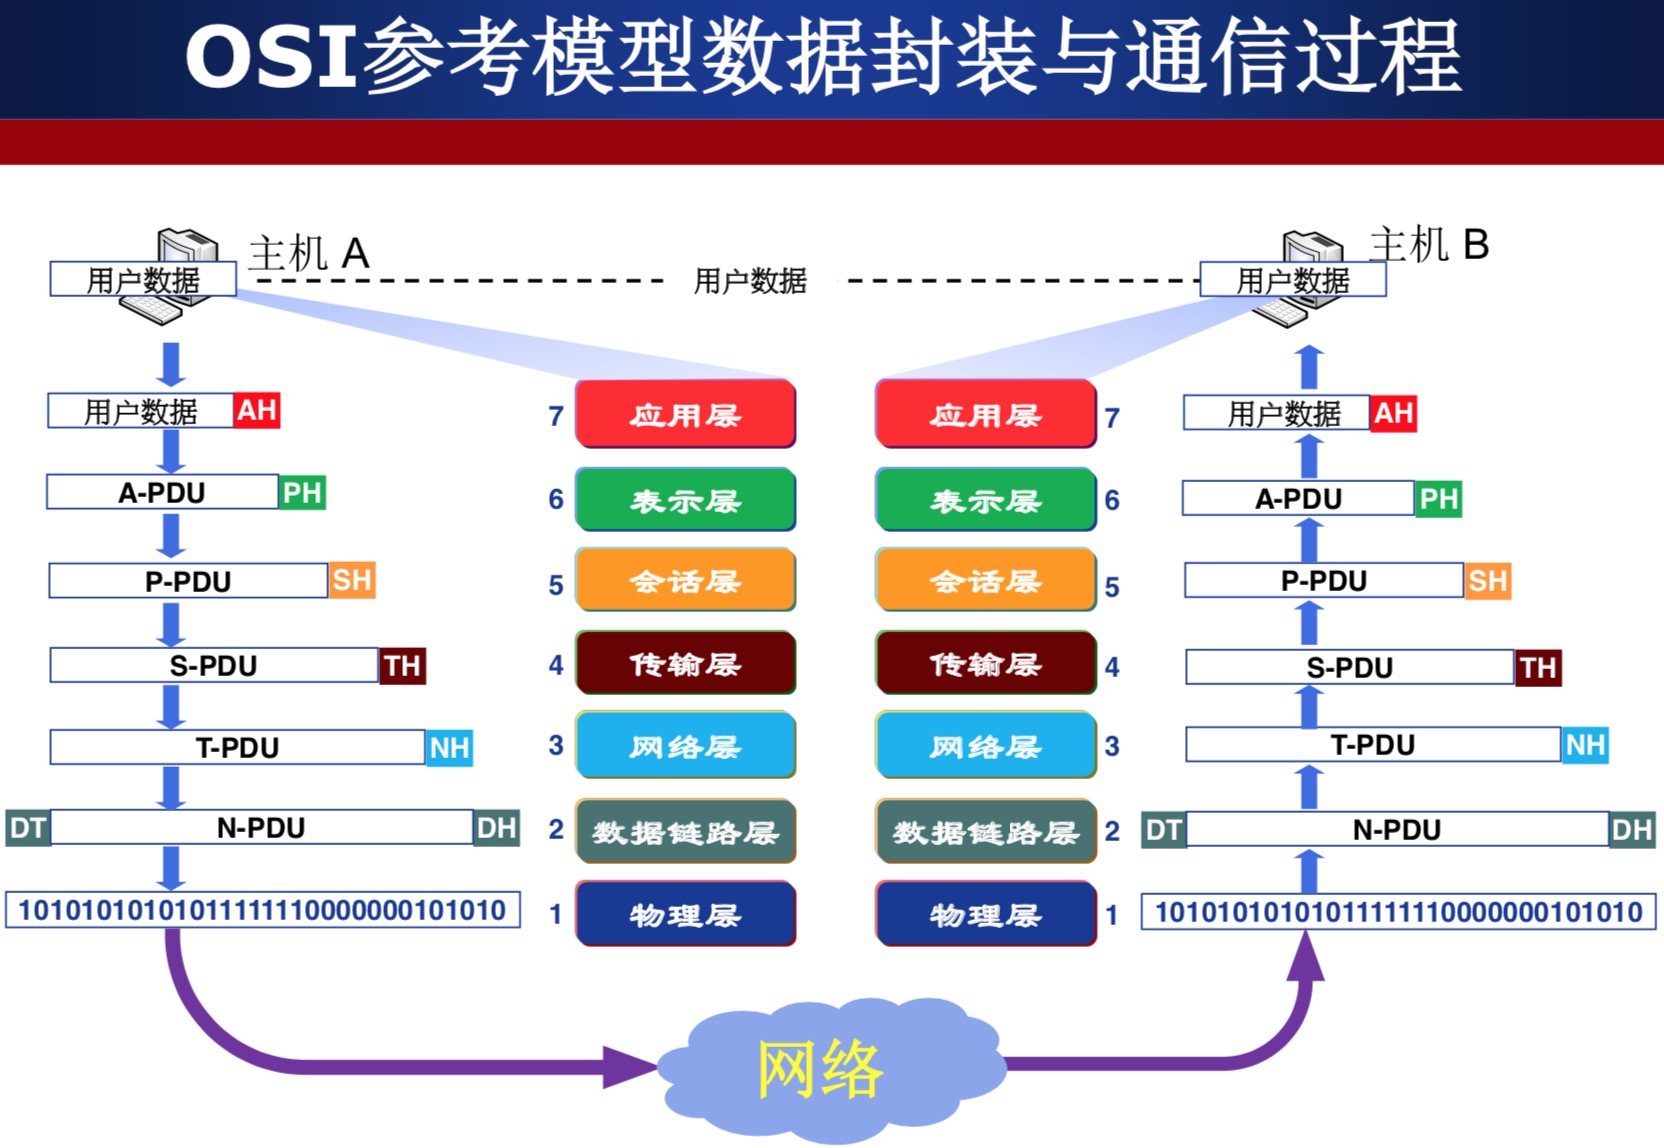 OSI参考模型数据封装与通信过程
主机 A
用户数据
用户数据
主机 B
用户数据
用户数据 AH
7 应用层
应用层 7
用户数据 AH
A-PDU PH
6 表示层
表示层 6
A-PDU PH
P-PDU SH
5 会话层
会话层 5
P-PDU SH
S-PDU TH
4 传输层
传输层 4
S-PDU TH
T-PDU NH
3 网络层
网络层 3
T-PDU NH
DT N-PDU DH
2 数据链路层
数据链路层 2
DT N-PDU DH
10101010101011111110000000101010
1 物理层
物理层 1
10101010101011111110000000101010
网络